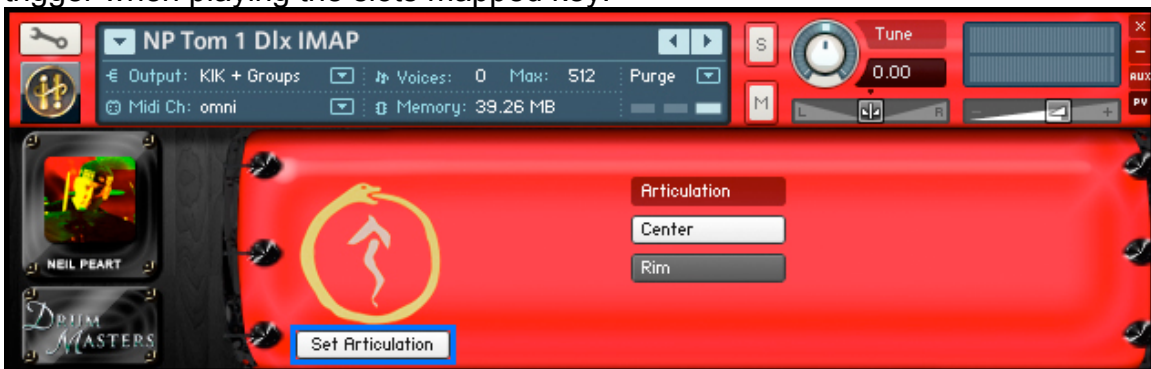 trigger when playing the slots mapped key.
NP Tom 1 Dlx IMAP
Output: KIK + Groups
Voices: 0 Max: 512
Purge
Midi Ch: omni
Memory: 39.26 MB
S
M
Tune
0.00
L
R
-
+
×
-
AUX
PV
NEIL PEART
DRUM
MASTERS
Articulation
Center
Rim
Set Articulation